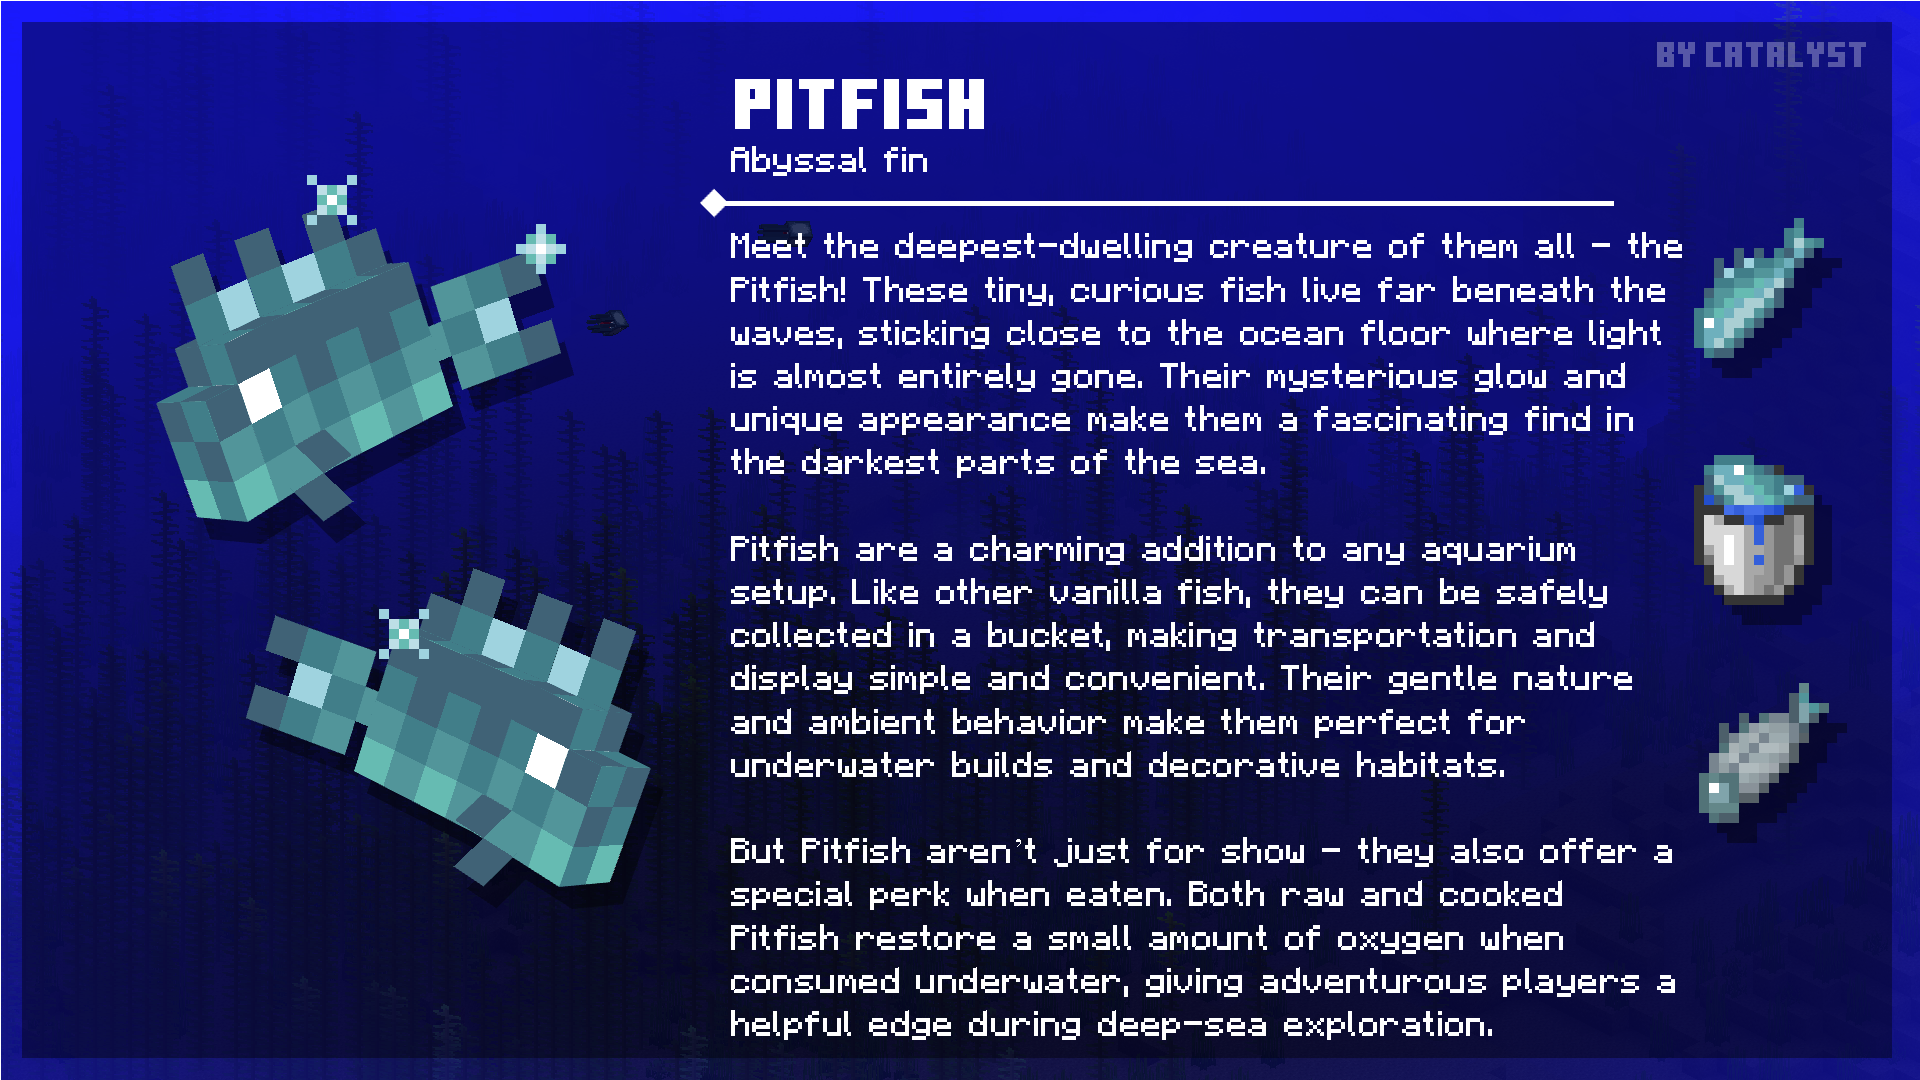 BY CATALYST
PITFISH
Abyssal fin
Meet the deepest-dwelling creature of them all - the
Pitfish! These tiny, curious fish live far beneath the
waves, sticking close to the ocean floor where light
is almost entirely gone. Their mysterious glow and
unique appearance make them a fascinating find in
the darkest parts of the sea.
Pitfish are a charming addition to any aquarium
setup. Like other vanilla fish, they can be safely
collected in a bucket, making transportation and
display simple and convenient. Their gentle nature
and ambient behavior make them perfect for
underwater builds and decorative habitats.
But Pitfish aren't just for show - they also offer a
special perk when eaten. Both raw and cooked
Pitfish restore a small amount of oxygen when
consumed underwater, giving adventurous players a
helpful edge during deep-sea exploration.